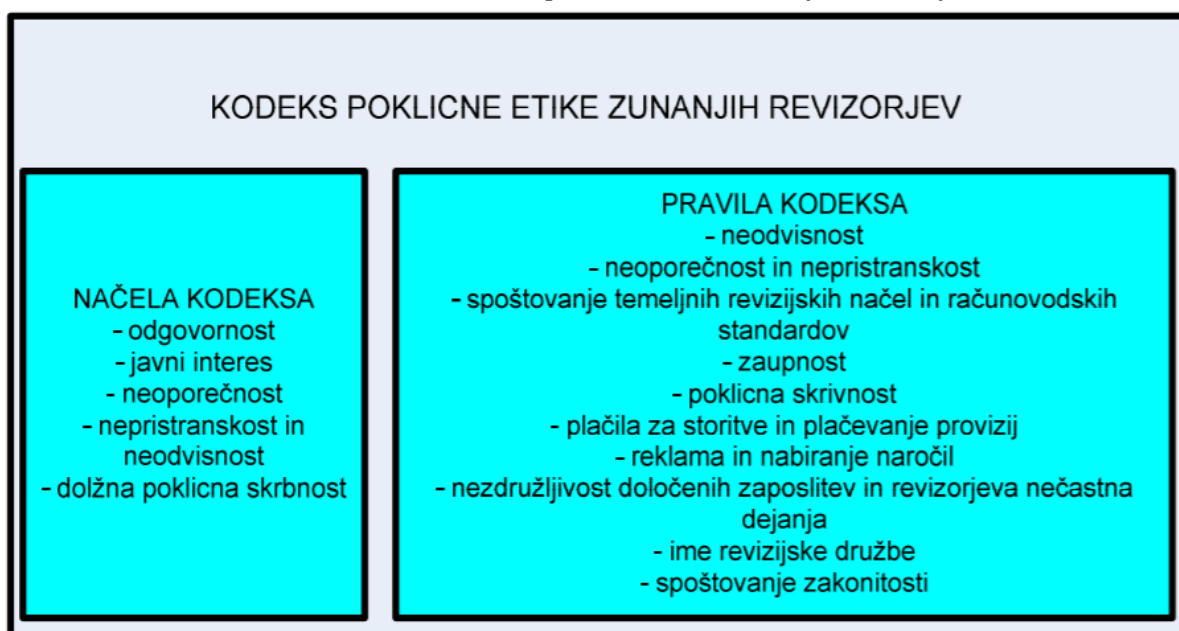 KODEKS POKLICNE ETIKE ZUNANJIH REVIZORJEV
NAČELA KODEKSA
- odgovornost
- javni interes
- neoporečnost
- nepristranskost in
neodvisnost
- dolžna poklicna skrbnost
PRAVILA KODEKSA
- neodvisnost
- neoporečnost in nepristranskost
- spoštovanje temeljnih revizijskih načel in računovodskih
standardov
- zaupnost
- poklicna skrivnost
- plačila za storitve in plačevanje provizij
- reklama in nabiranje naročil
- nezdružljivost določenih zaposlitev in revizorjeva nečastna
dejanja
- ime revizijske družbe
- spoštovanje zakonitosti